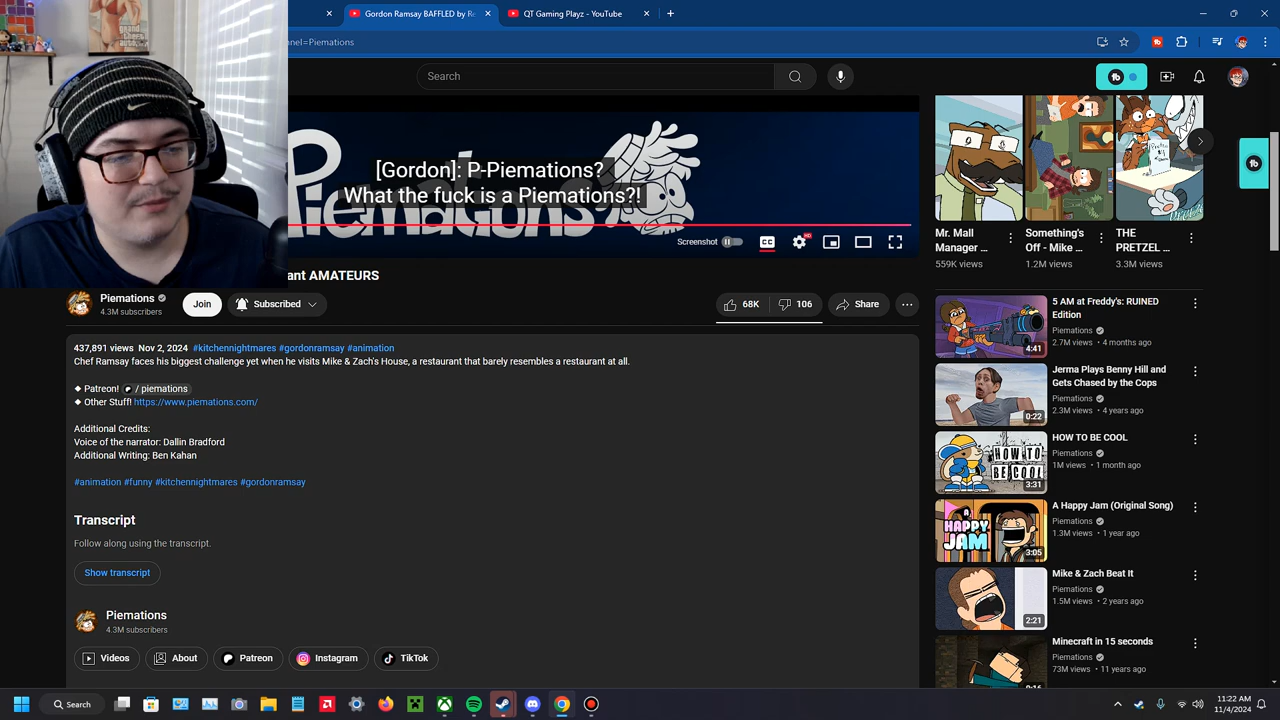 Gordon Ramsay BAFFLED by Re
QT Gaming Playz - YouTube
nel=Piemations
Search
Piemations
[Gordon]: P-Piemations?
What the fuck is a Piemations?!
Screenshot
CC
HD
ant AMATEURS
Piemations
4.3M subscribers
Join
Subscribed
68K
106
Share
437,891 views Nov 2, 2024 #kitchennightmares #gordonramsay #animation
Chef Ramsay faces his biggest challenge yet when he visits Mike & Zach's House, a restaurant that barely resembles a restaurant at all.
◆ Patreon! / piemations
◆ Other Stuff! https://www.piemations.com/
Additional Credits:
Voice of the narrator: Dallin Bradford
Additional Writing: Ben Kahan
#animation #funny #kitchennightmares #gordonramsay
Transcript
Follow along using the transcript.
Show transcript
Piemations
4.3M subscribers
Videos
About
Patreon
Instagram
TikTok
Mr. Mall
Manager ...
559K views
Something's
Off - Mike ...
1.2M views
THE
PRETZEL ...
3.3M views
4:41
5 AM at Freddy's: RUINED
Edition
Piemations
2.7M views • 4 months ago
0:22
Jerma Plays Benny Hill and
Gets Chased by the Cops
Piemations
2.3M views • 4 years ago
HOW TO
BE COOL
3:31
HOW TO BE COOL
Piemations
1M views • 1 month ago
A
HAPPY
JAM
3:05
A Happy Jam (Original Song)
Piemations
1.3M views • 1 year ago
2:21
Mike & Zach Beat It
Piemations
1.5M views • 2 years ago
Minecraft in 15 seconds
Piemations
73M views • 11 years ago
Search
11:22 AM
11/4/2024